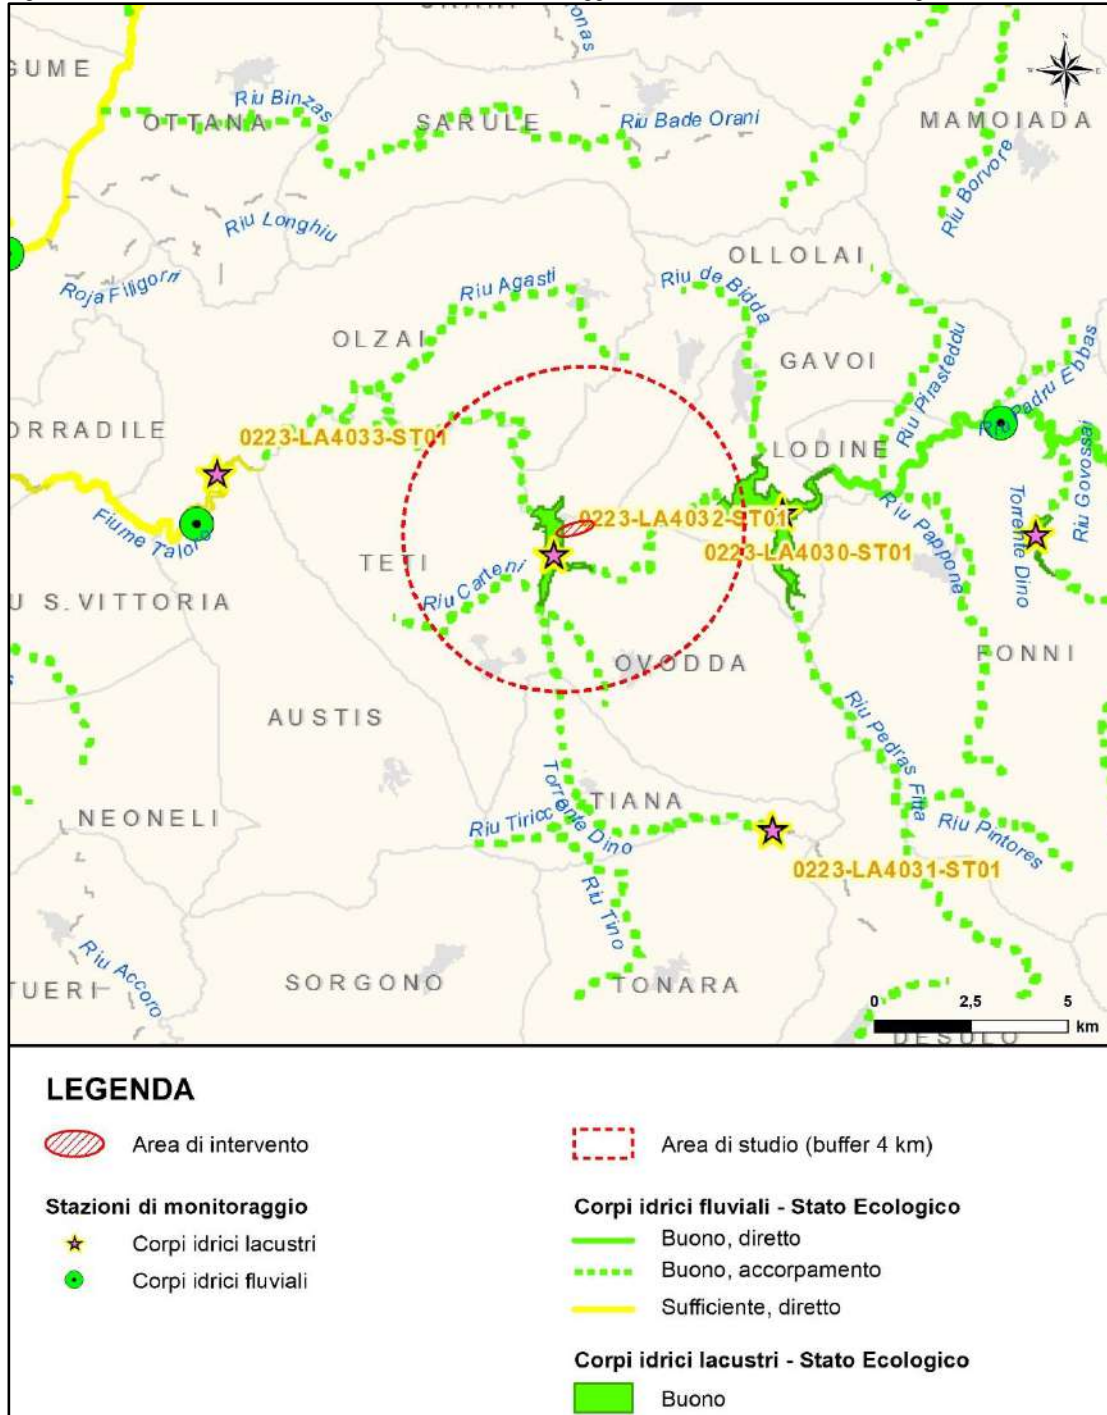 OTTANA
Riu Binzas
SARULE
Riu Bade Orani
MAMOIADA
Riu Borvore
Riu Longhiu
Roja Filigorri
OLLOLAI
Riu Agasti
Riu de Bidda
OLZAI
GAVOI
Riu Pirasteddu
Riu Padru Ebbas
ORRADILE
0223-LA4033-ST01
LODINE
Riu Govossai
Fiume Taloro
0223-LA4032-ST01
0223-LA4030-ST01
Riu Pappone
Torrente Dino
TETI
Riu Carteni
U S. VITTORIA
OVODDA
FONNI
AUSTIS
Riu Pedras Fitta
Torrente Dino
TIANA
NEONELI
Riu Tiricco
Riu Pintores
0223-LA4031-ST01
Riu Tino
Riu Accoro
TUERI
SORGONO
TONARA
0 2,5 5
km
DESULO
N
W E
S
LEGENDA
Area di intervento
Area di studio (buffer 4 km)
Stazioni di monitoraggio
Corpi idrici lacustri
Corpi idrici fluviali
Corpi idrici fluviali - Stato Ecologico
Buono, diretto
Buono, accorpamento
Sufficiente, diretto
Corpi idrici lacustri - Stato Ecologico
Buono